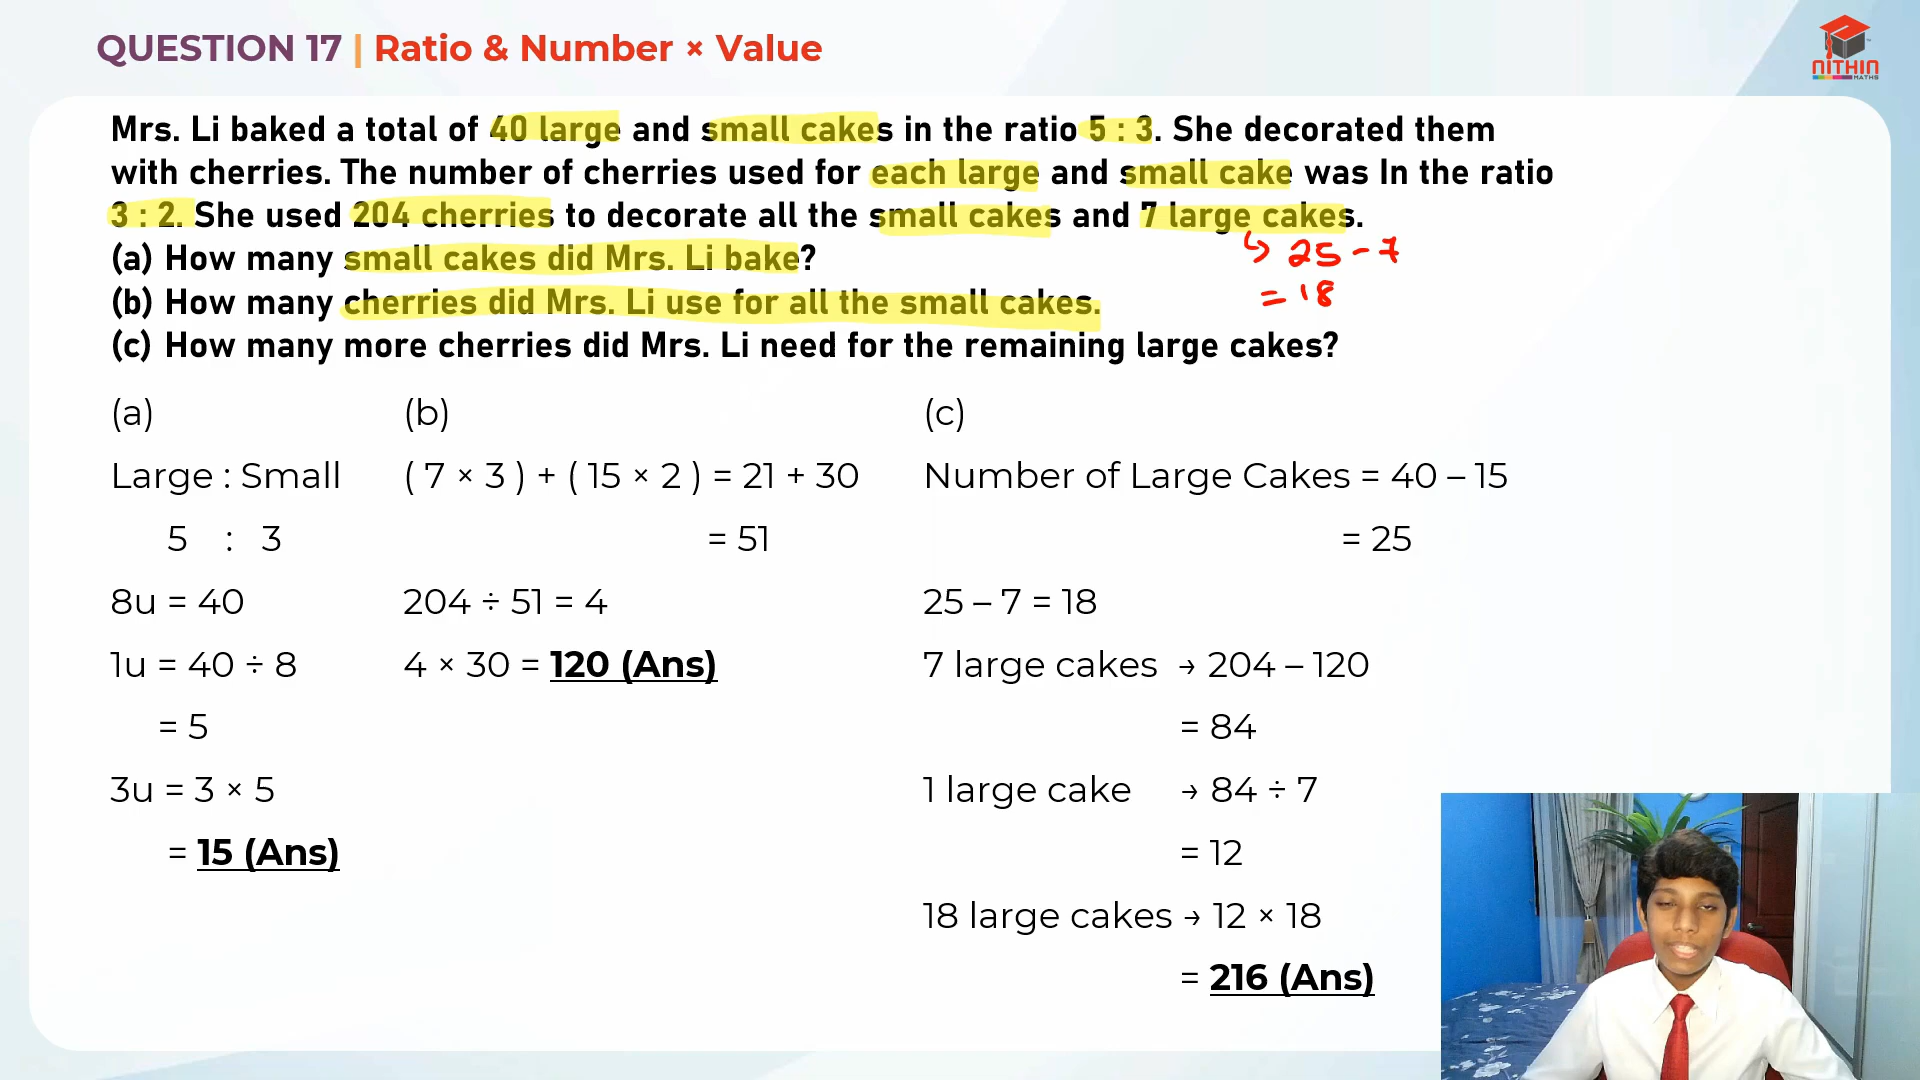 QUESTION 17 | Ratio & Number × Value
NITHIN
MATHS
Mrs. Li baked a total of 40 large and small cakes in the ratio 5 : 3. She decorated them
with cherries. The number of cherries used for each large and small cake was In the ratio
3 : 2. She used 204 cherries to decorate all the small cakes and 7 large cakes.
(a) How many small cakes did Mrs. Li bake?
↳ 25 - 7
(b) How many cherries did Mrs. Li use for all the small cakes.
= 18
(c) How many more cherries did Mrs. Li need for the remaining large cakes?
(a)
Large : Small
5 : 3
8u = 40
1u = 40 ÷ 8
= 5
3u = 3 × 5
= 15 (Ans)
(b)
( 7 × 3 ) + ( 15 × 2 ) = 21 + 30
= 51
204 ÷ 51 = 4
4 × 30 = 120 (Ans)
(c)
Number of Large Cakes = 40 – 15
= 25
25 – 7 = 18
7 large cakes → 204 – 120
= 84
1 large cake → 84 ÷ 7
= 12
18 large cakes → 12 × 18
= 216 (Ans)